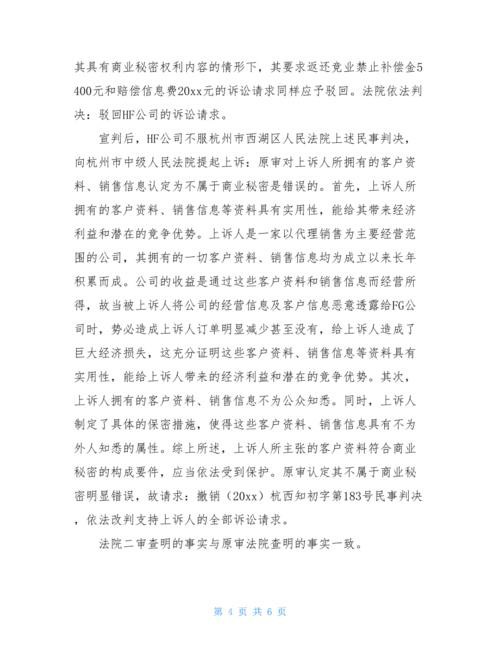 其具有商业秘密权利内容的情形下，其要求返还竞业禁止补偿金5
400元和赔偿信息费20xx元的诉讼请求同样应予驳回。法院依法判
决：驳回HF公司的诉讼请求。
宣判后，HF公司不服杭州市西湖区人民法院上述民事判决，
向杭州市中级人民法院提起上诉：原审对上诉人所拥有的客户资
料、销售信息认定为不属于商业秘密是错误的。首先，上诉人所
拥有的客户资料、销售信息等资料具有实用性，能给其带来经济
利益和潜在的竞争优势。上诉人是一家以代理销售为主要经营范
围的公司，其拥有的一切客户资料、销售信息均为成立以来长年
积累而成。公司的收益是通过这些客户资料和销售信息而经营所
得，故当被上诉人将公司的经营信息及客户信息恶意透露给FG公
司时，势必造成上诉人订单明显减少甚至没有，给上诉人造成了
巨大经济损失，这充分证明这些客户资料、销售信息等资料具有
实用性，能给上诉人带来的经济利益和潜在的竞争优势。其次，
上诉人拥有的客户资料、销售信息不为公众知悉。同时，上诉人
制定了具体的保密措施，使得这些客户资料、销售信息具有不为
外人知悉的属性。综上所述，上诉人所主张的客户资料符合商业
秘密的构成要件，应当依法受到保护。原审认定其不属于商业秘
密明显错误，故请求：撤销（20xx）杭西知初字第183号民事判决
，依法改判支持上诉人的全部诉讼请求。
法院二审查明的事实与原审法院查明的事实一致。
第 4 页 共 6 页